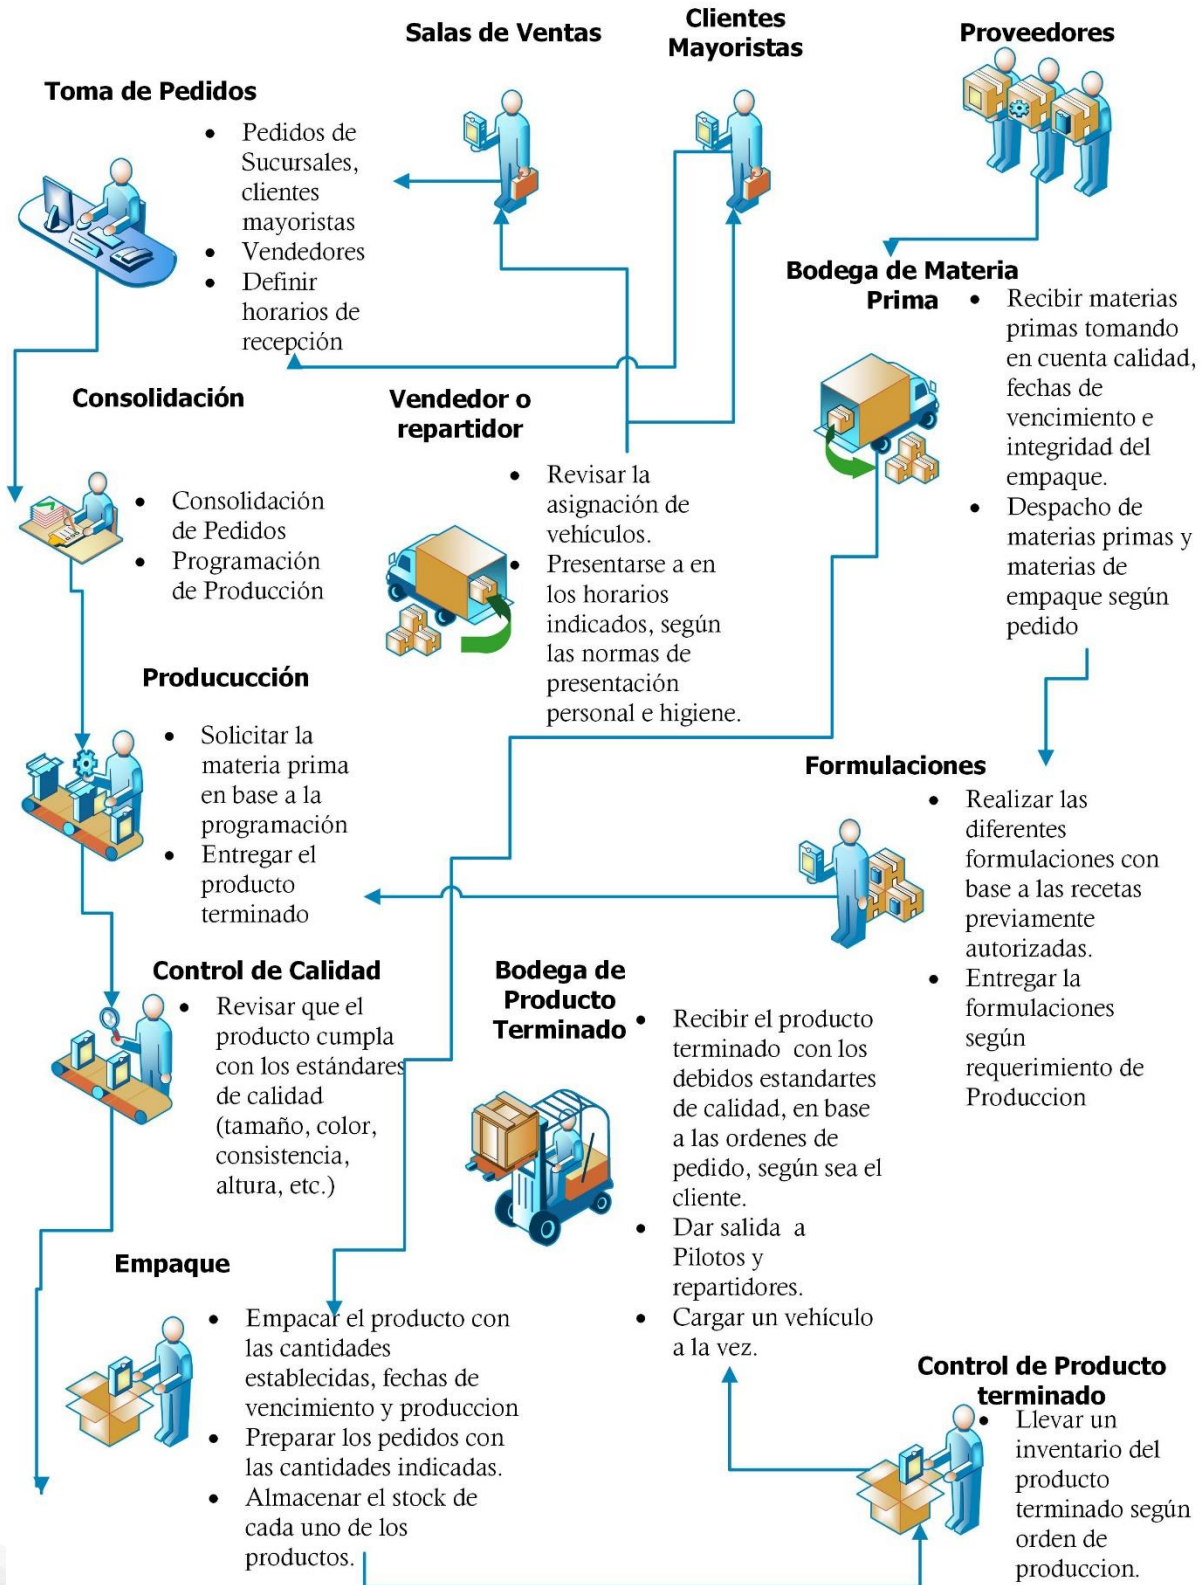 Salas de Ventas
Clientes
Mayoristas
Proveedores
Toma de Pedidos
• Pedidos de
Sucursales,
clientes
mayoristas
• Vendedores
• Definir
horarios de
recepción
Bodega de Materia
Prima
• Recibir materias
primas tomando
en cuenta calidad,
fechas de
vencimiento e
integridad del
empaque.
• Despacho de
materias primas y
materias de
empaque según
pedido
Consolidación
• Consolidación
de Pedidos
• Programación
de Producción
Vendedor o
repartidor
• Revisar la
asignación de
vehículos.
• Presentarse a en
los horarios
indicados, según
las normas de
presentación
personal e higiene.
Producucción
• Solicitar la
materia prima
en base a la
programación
• Entregar el
producto
terminado
Formulaciones
• Realizar las
diferentes
formulaciones con
base a las recetas
previamente
autorizadas.
• Entregar la
formulaciones
según
requerimiento de
Produccion
Control de Calidad
• Revisar que el
producto cumpla
con los estándares
de calidad
(tamaño, color,
consistencia,
altura, etc.)
Bodega de
Producto
Terminado
• Recibir el producto
terminado con los
debidos estandartes
de calidad, en base
a las ordenes de
pedido, según sea el
cliente.
• Dar salida a
Pilotos y
repartidores.
• Cargar un vehículo
a la vez.
Empaque
• Empacar el producto con
las cantidades
establecidas, fechas de
vencimiento y produccion
• Preparar los pedidos con
las cantidades indicadas.
• Almacenar el stock de
cada uno de los
productos.
Control de Producto
terminado
• Llevar un
inventario del
producto
terminado según
orden de
produccion.